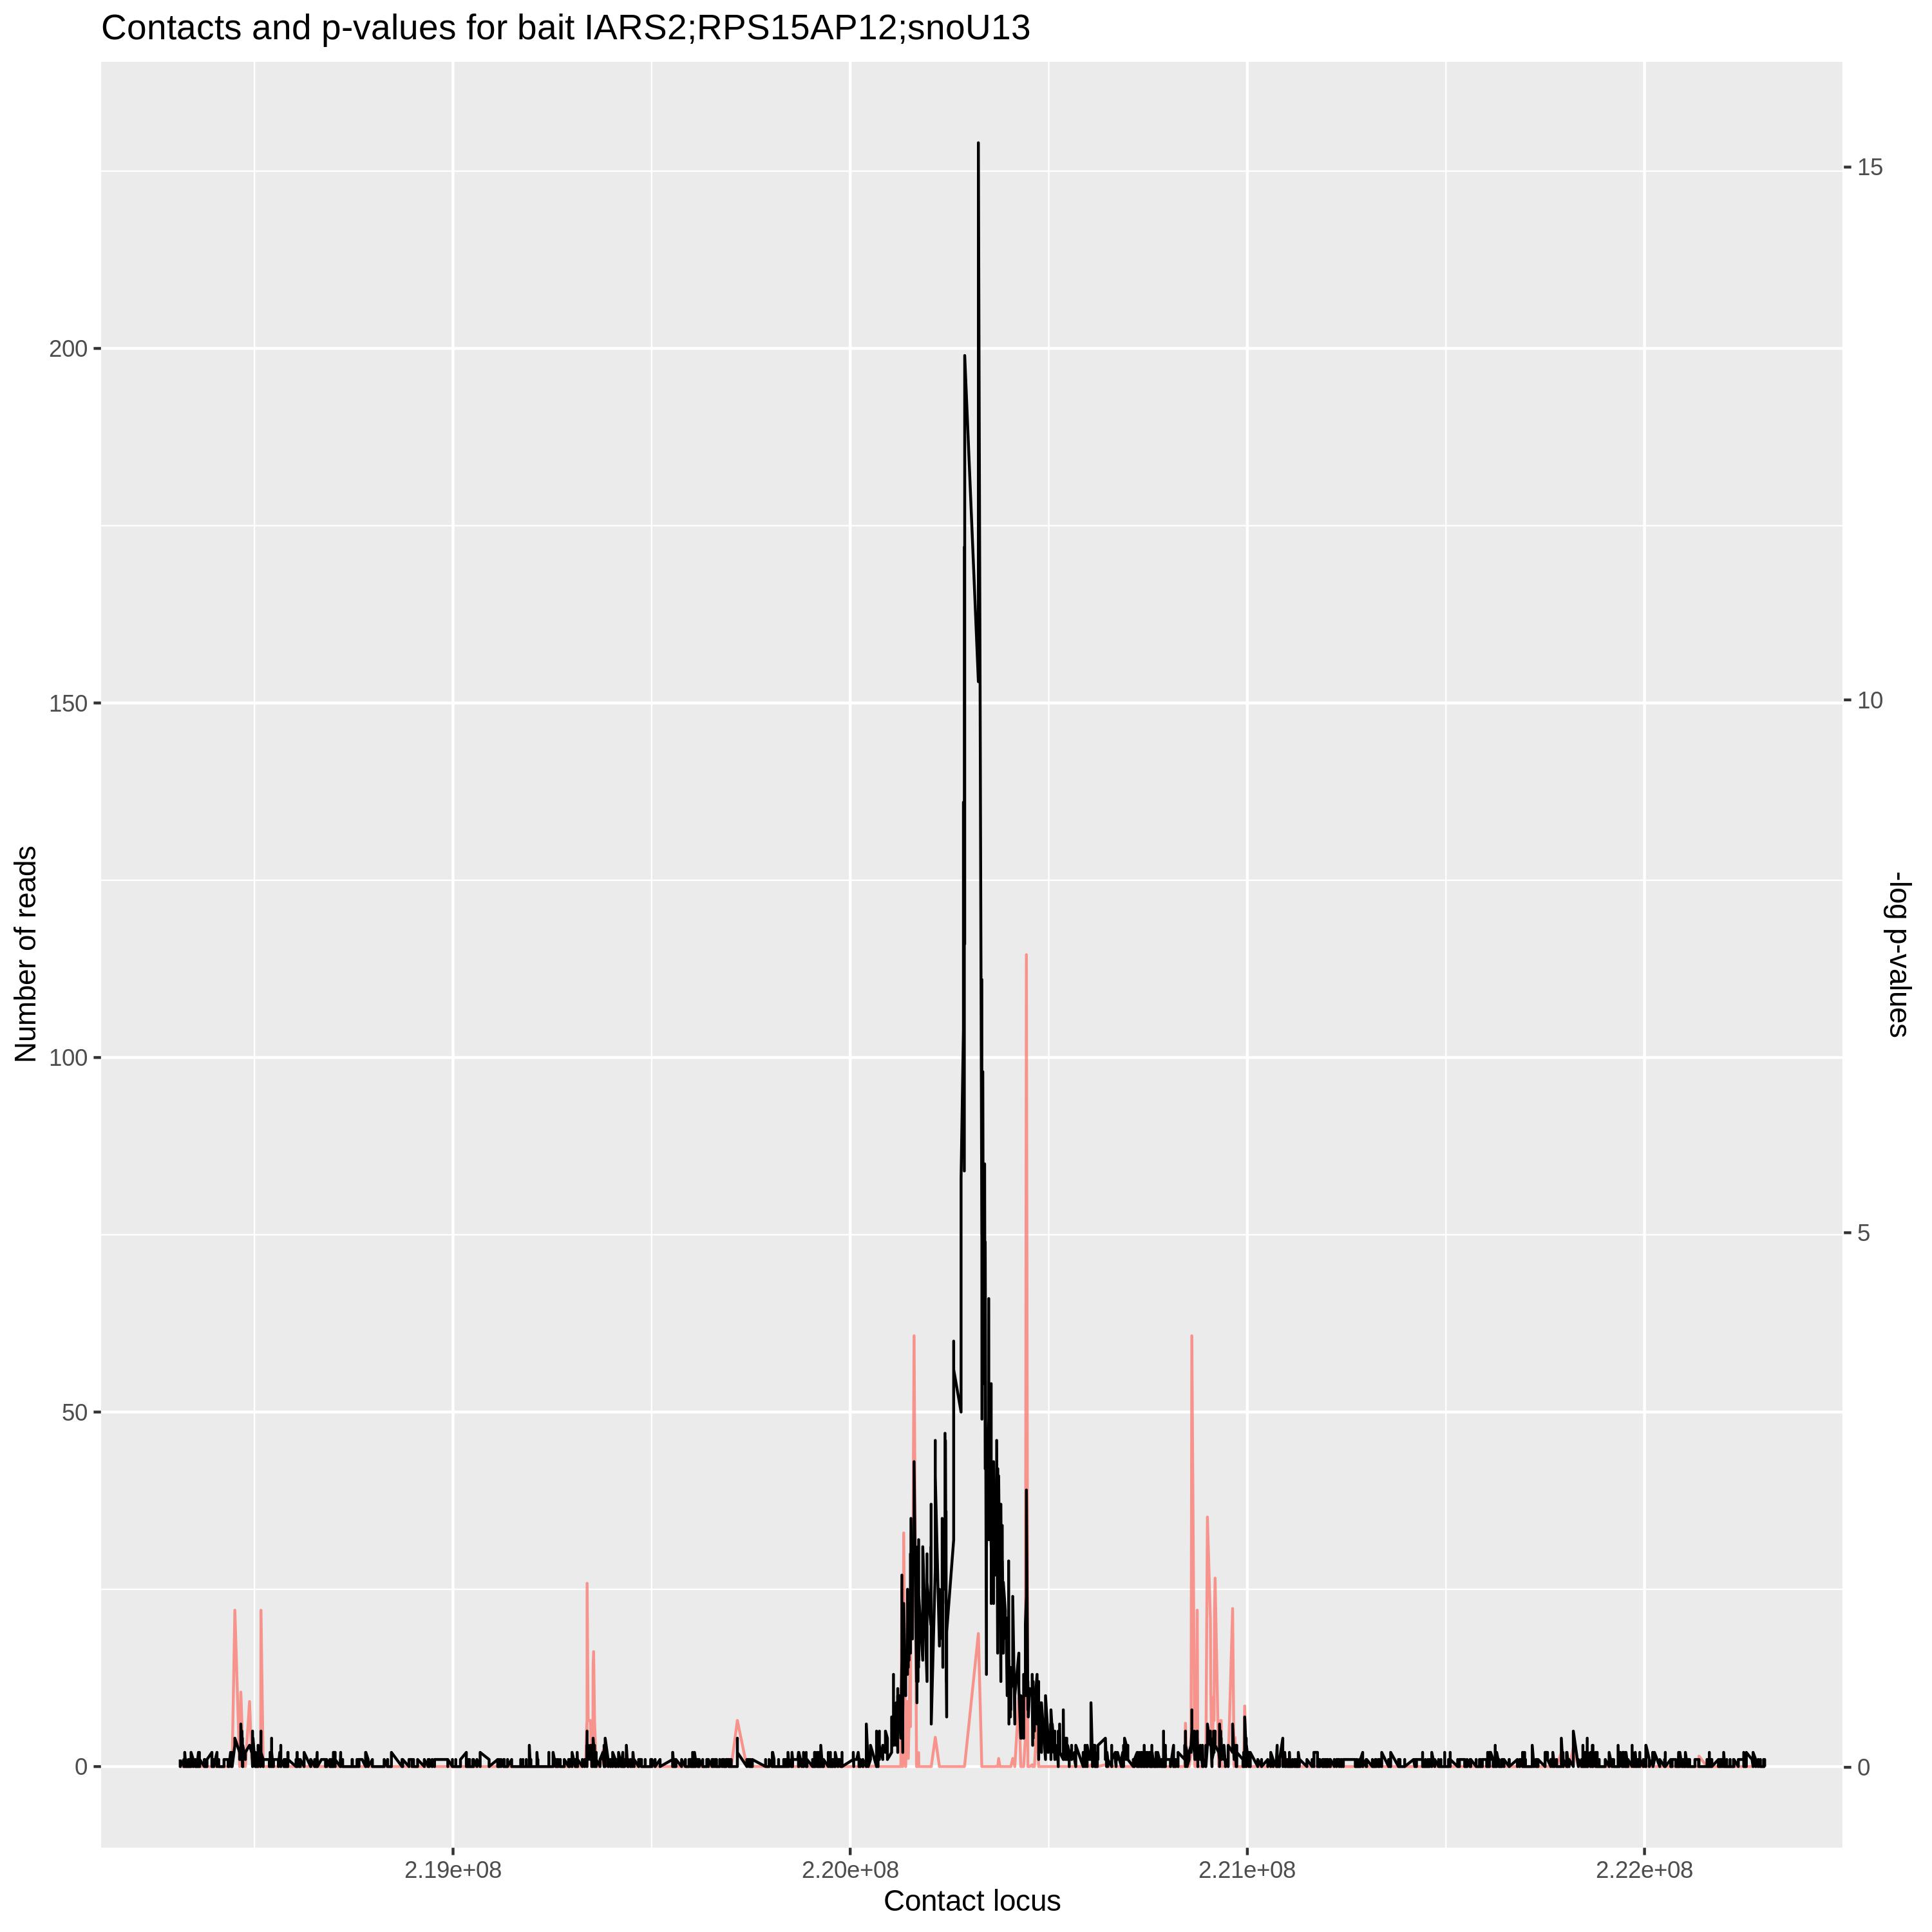 Contacts and p-values for bait IARS2;RPS15AP12;snoU13
15
200
150
10
Number of reads
-log p-values
100
5
50
0
0
2.19e+08
2.20e+08
2.21e+08
2.22e+08
Contact locus